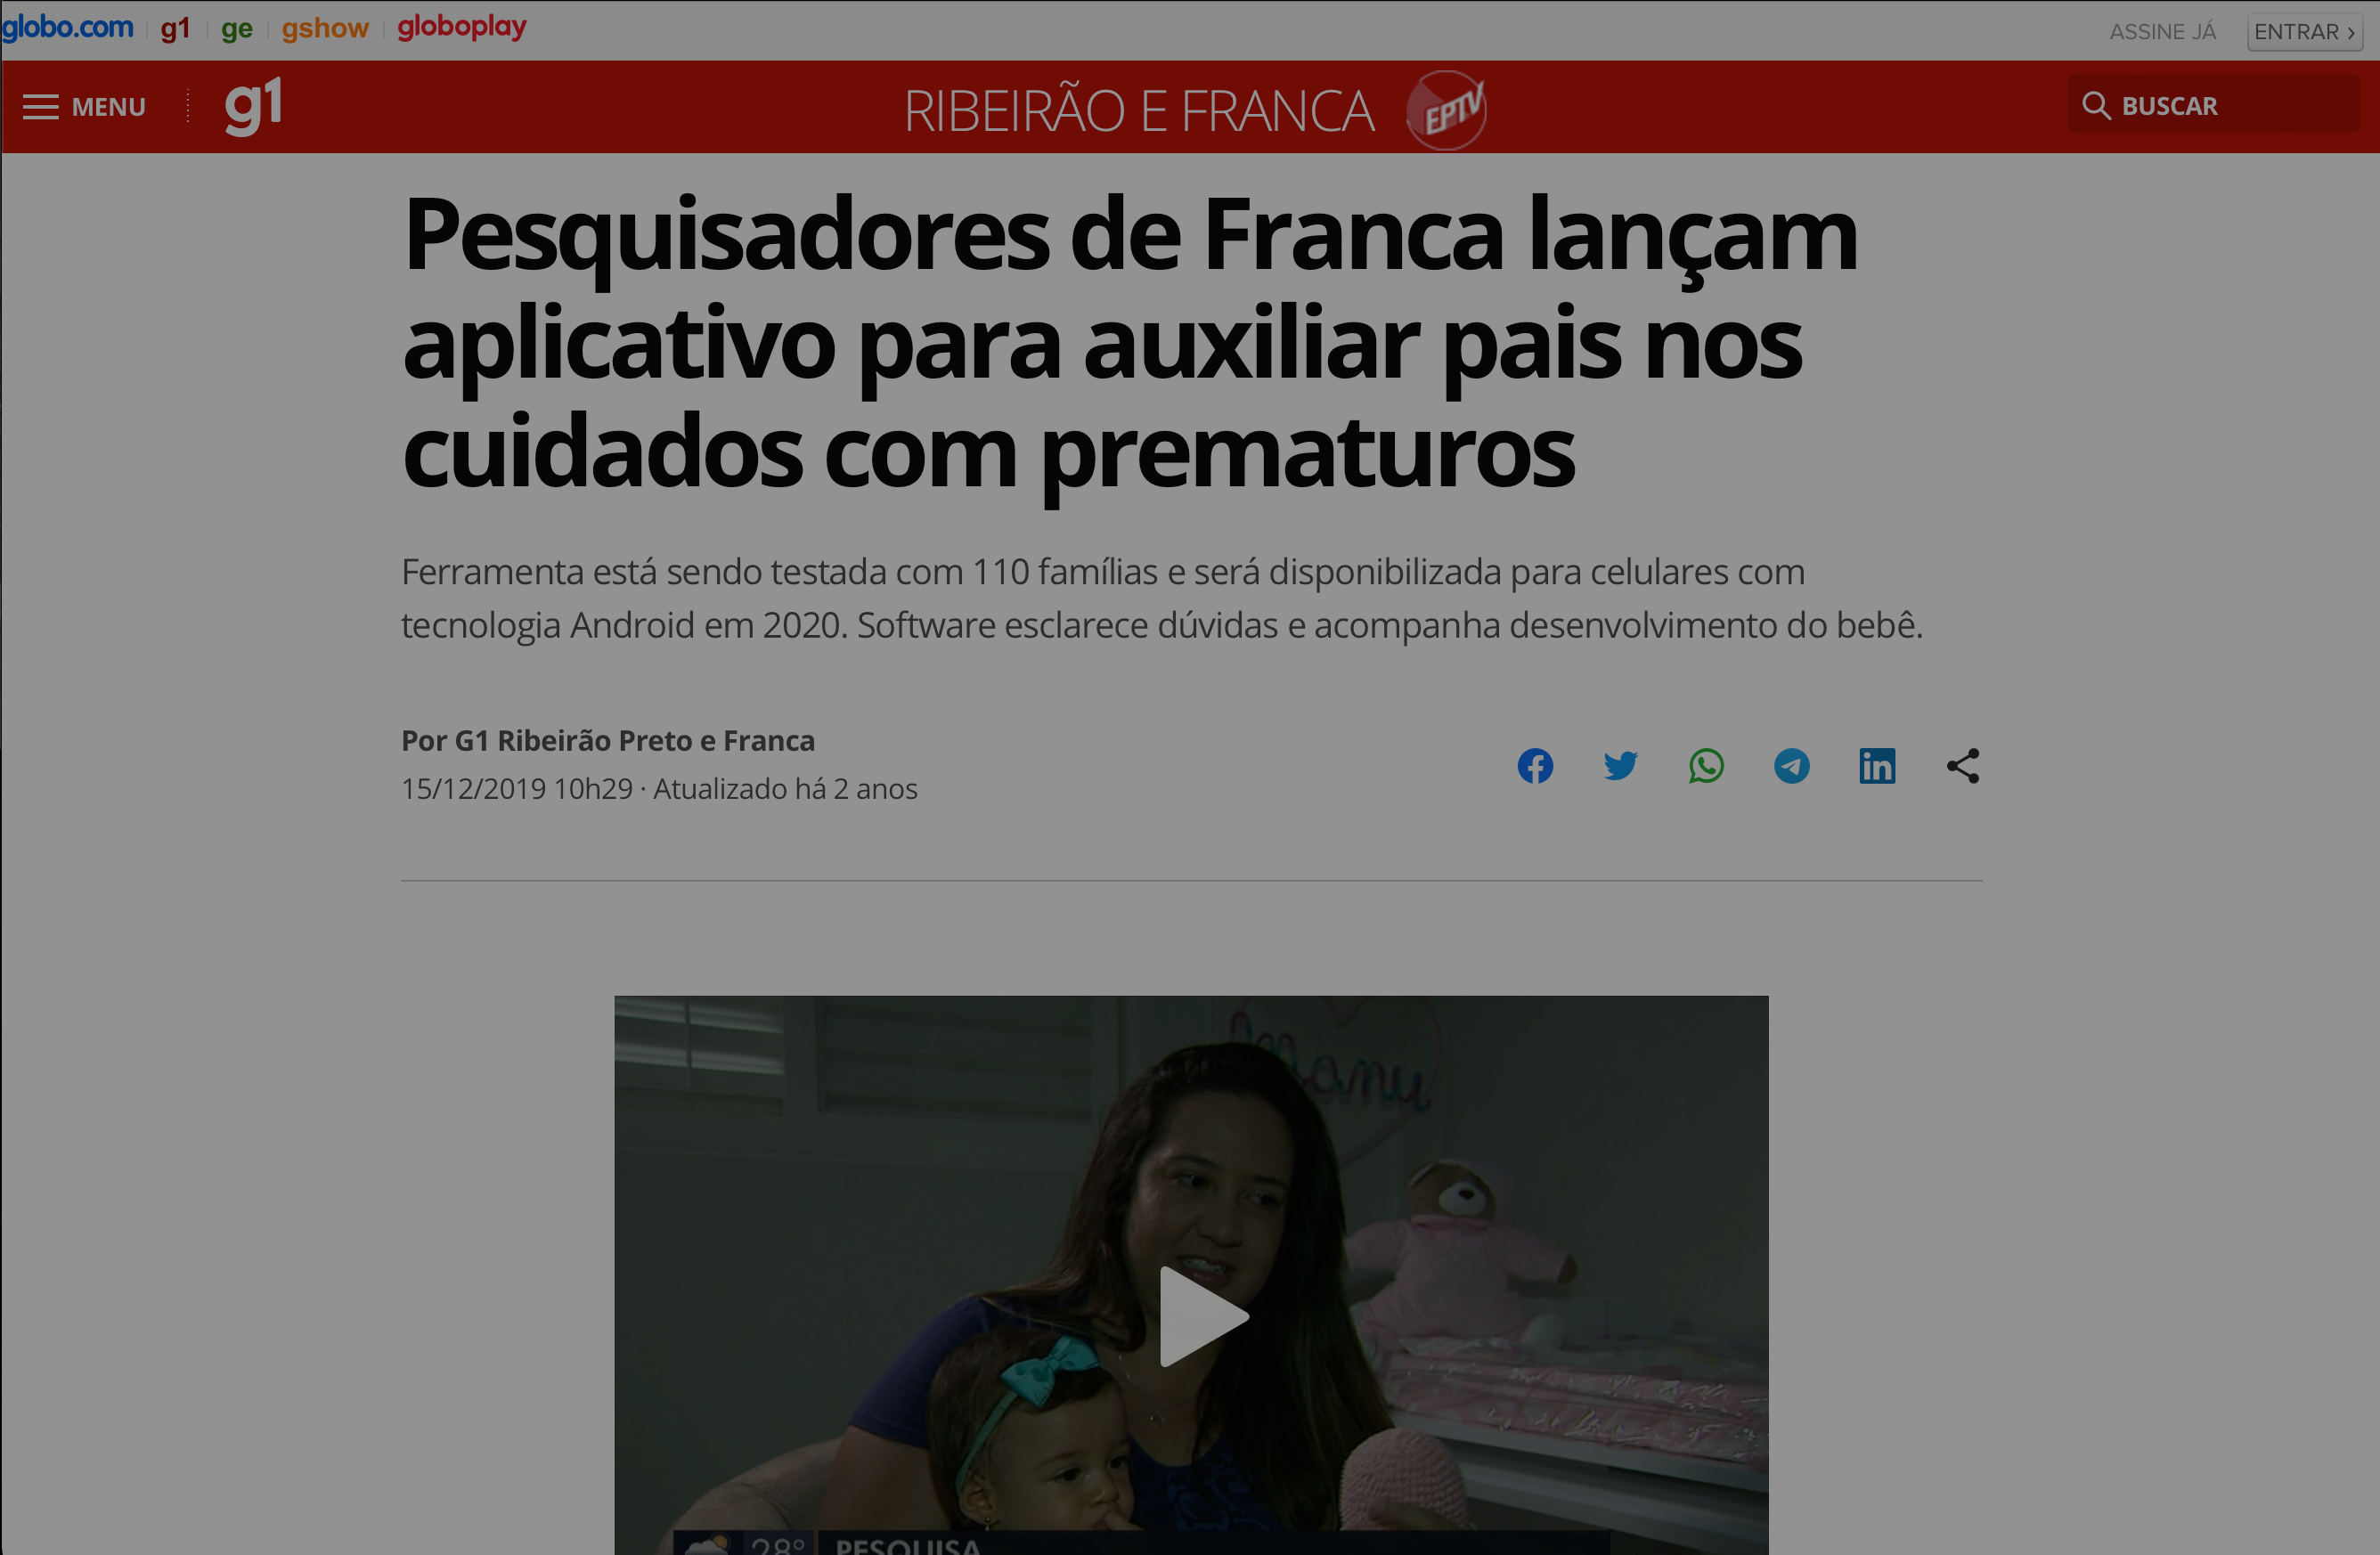 globo.com g1 ge gshow globoplay ASSINE JÁ ENTRAR
MENU g1 RIBEIRÃO E FRANCA EPTV BUSCAR
Pesquisadores de Franca lançam
aplicativo para auxiliar pais nos
cuidados com prematuros
Ferramenta está sendo testada com 110 famílias e será disponibilizada para celulares com
tecnologia Android em 2020. Software esclarece dúvidas e acompanha desenvolvimento do bebê.
Por G1 Ribeirão Preto e Franca
15/12/2019 10h29 · Atualizado há 2 anos
in
Manu
28° PESQUISA